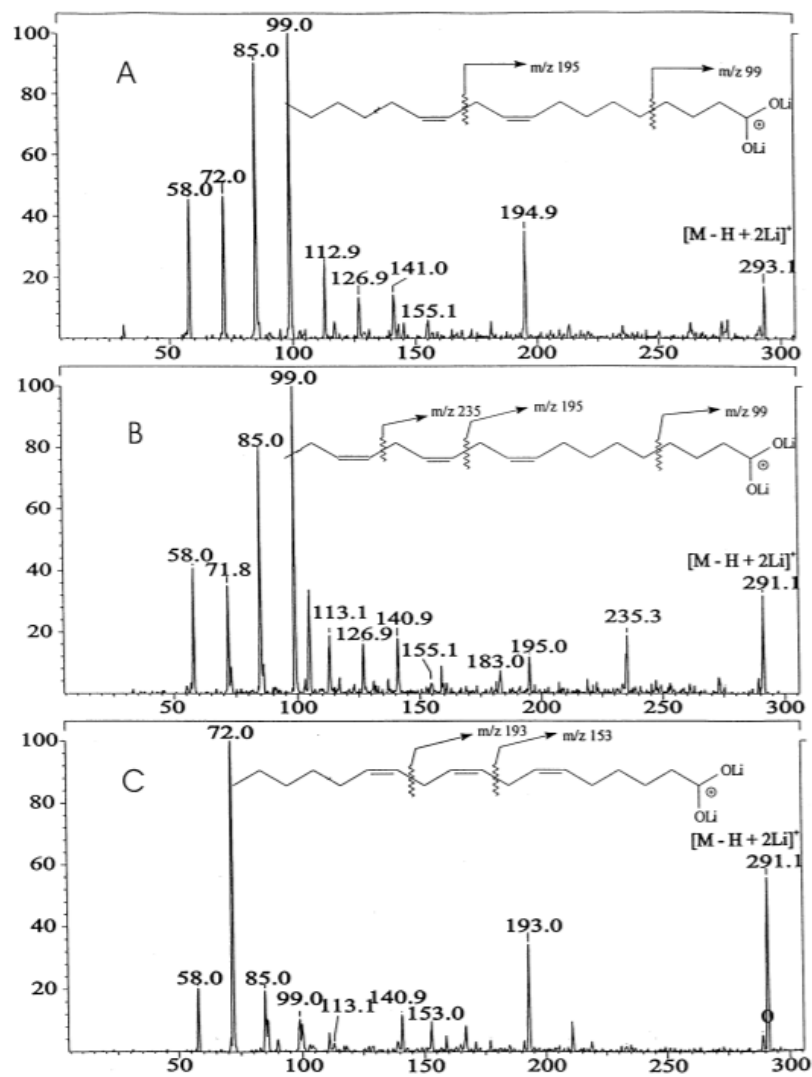 A
100
80
60
40
20
99.0
85.0
72.0
58.0
112.9
126.9
141.0
155.1
194.9
[M - H + 2Li]⁺
293.1
m/z 195
m/z 99
OLi
⊕
OLi
50 100 150 200 250 300
B
100
80
60
40
20
99.0
85.0
58.0
71.8
113.1
126.9
140.9
155.1
183.0
195.0
235.3
[M - H + 2Li]⁺
291.1
m/z 235
m/z 195
m/z 99
OLi
⊕
OLi
50 100 150 200 250 300
C
100
80
60
40
20
72.0
58.0
85.0
99.0
113.1
140.9
153.0
193.0
[M - H + 2Li]⁺
291.1
0
m/z 193
m/z 153
OLi
⊕
OLi
50 100 150 200 250 300